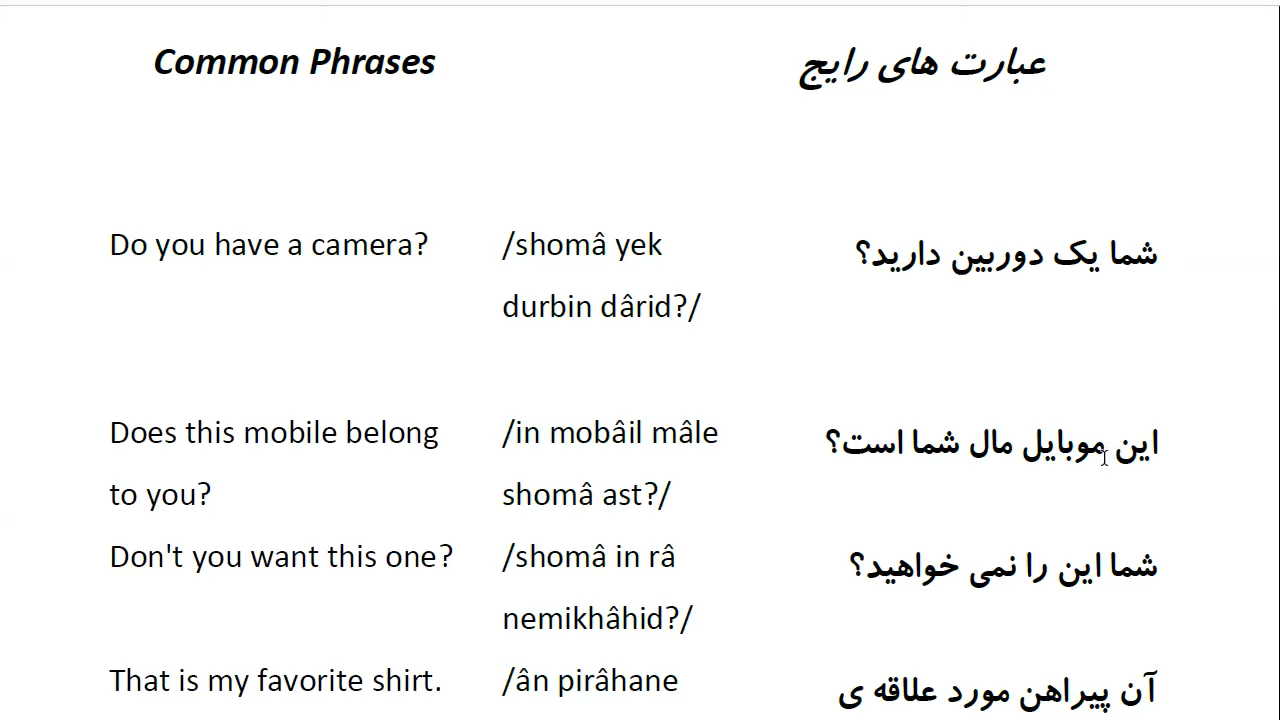 Common Phrases
عبارت های رایج
Do you have a camera?
/shomâ yek
durbin dârid?/
شما یک دوربین دارید؟
Does this mobile belong
to you?
/in mobâil mâle
shomâ ast?/
این موبایل مال شما است؟
Don't you want this one?
/shomâ in râ
nemikhâhid?/
شما این را نمی خواهید؟
That is my favorite shirt.
/ân pirâhane
آن پیراهن مورد علاقه ی